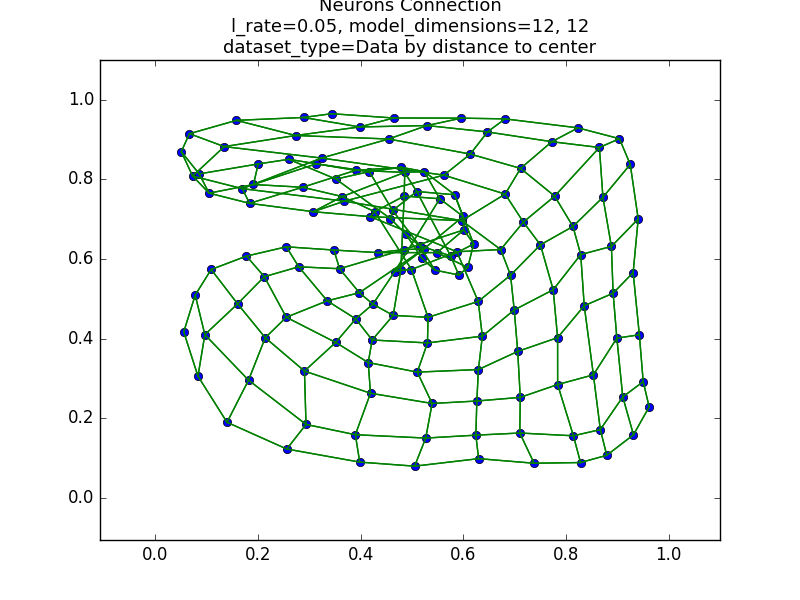 Neurons Connection
l_rate=0.05, model_dimensions=12, 12
dataset_type=Data by distance to center
1.0
0.8
0.6
0.4
0.2
0.0
0.0 0.2 0.4 0.6 0.8 1.0